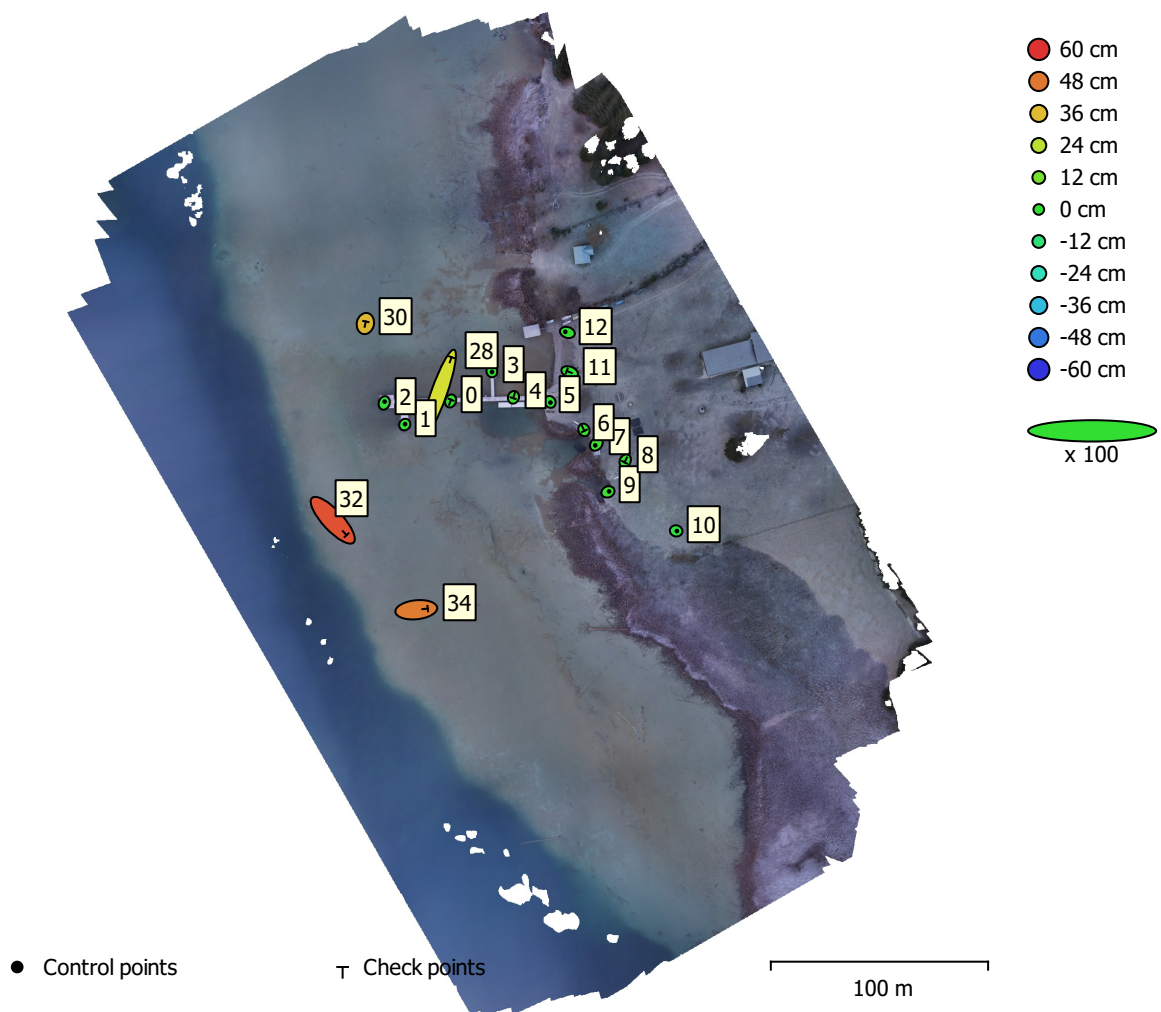 60 cm
48 cm
36 cm
24 cm
12 cm
0 cm
-12 cm
-24 cm
-36 cm
-48 cm
-60 cm
x 100
30
12
28
3
11
2
0
4
5
1
6
7
8
9
32
10
34
Control points
Check points
100 m